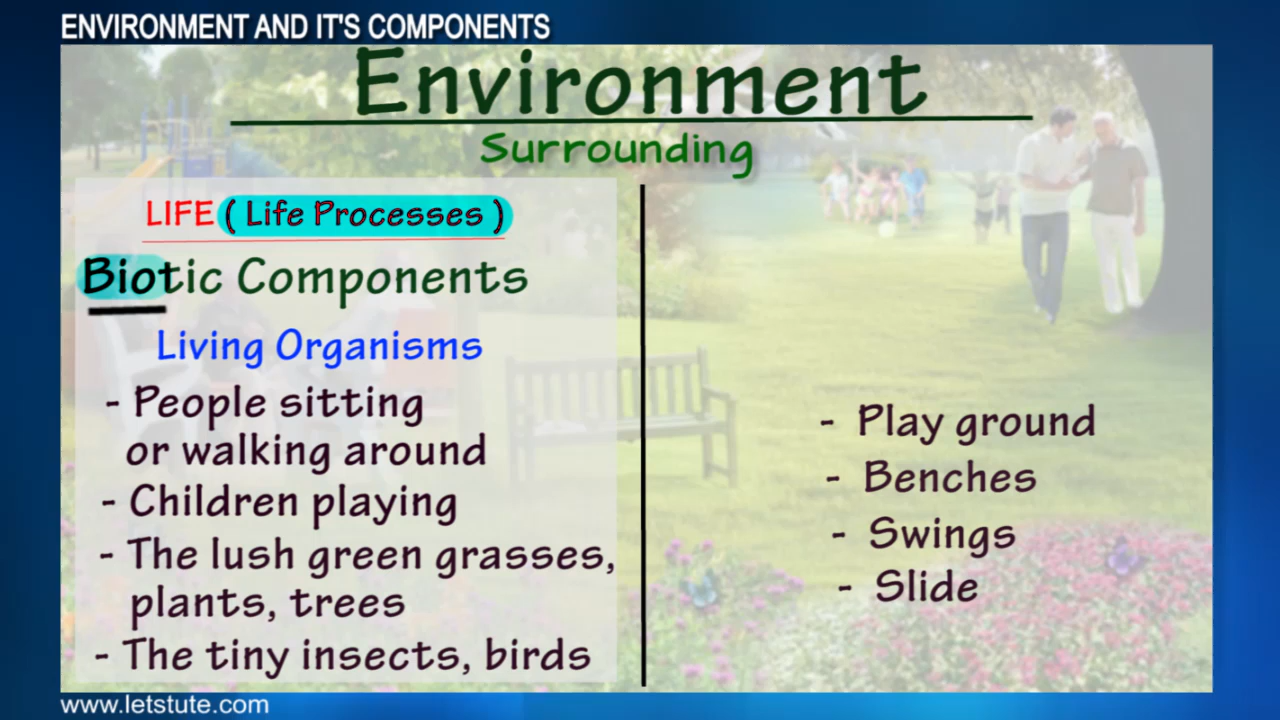 ENVIRONMENT AND IT'S COMPONENTS
Environment
Surrounding
LIFE ( Life Processes )
Biotic Components
Living Organisms
- People sitting
or walking around
- Children playing
- The lush green grasses,
plants, trees
- The tiny insects, birds
- Play ground
- Benches
- Swings
- Slide
www.letstute.com